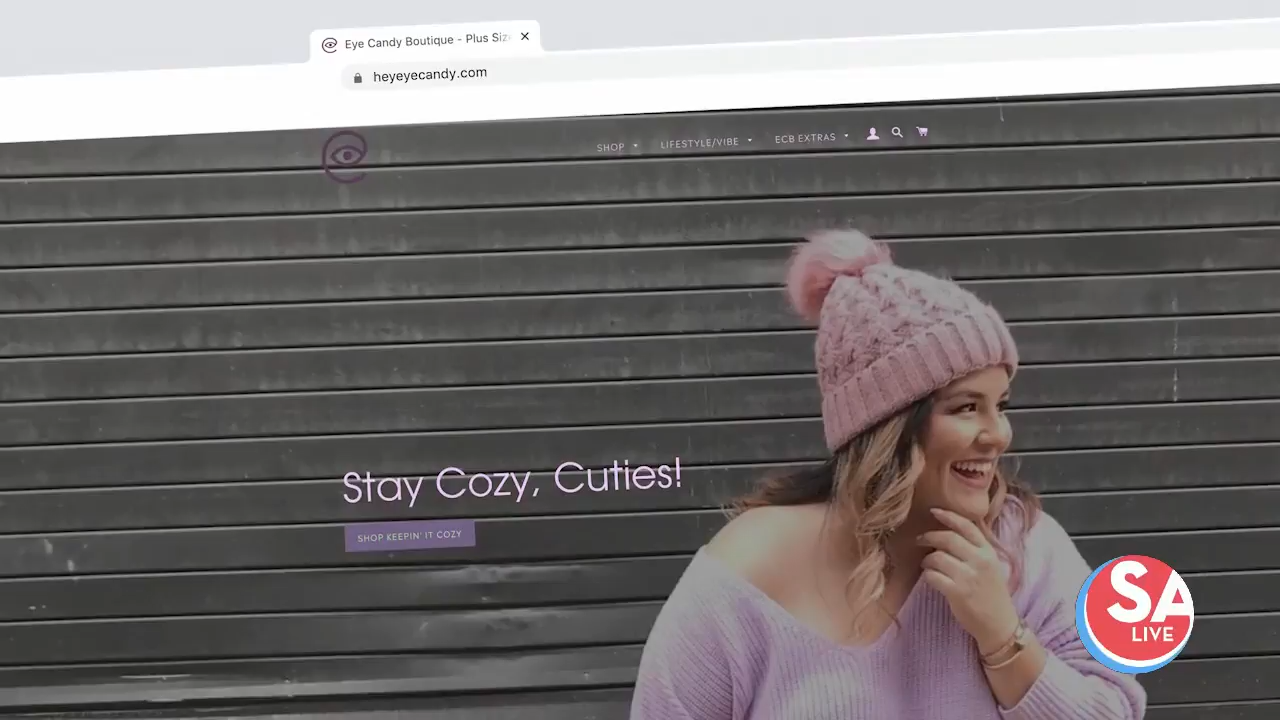 Eye Candy Boutique - Plus Siz
heyeyecandy.com
SHOP
LIFESTYLE/VIBE
ECB EXTRAS
Stay Cozy, Cuties!
SHOP KEEPIN' IT COZY
SA
LIVE